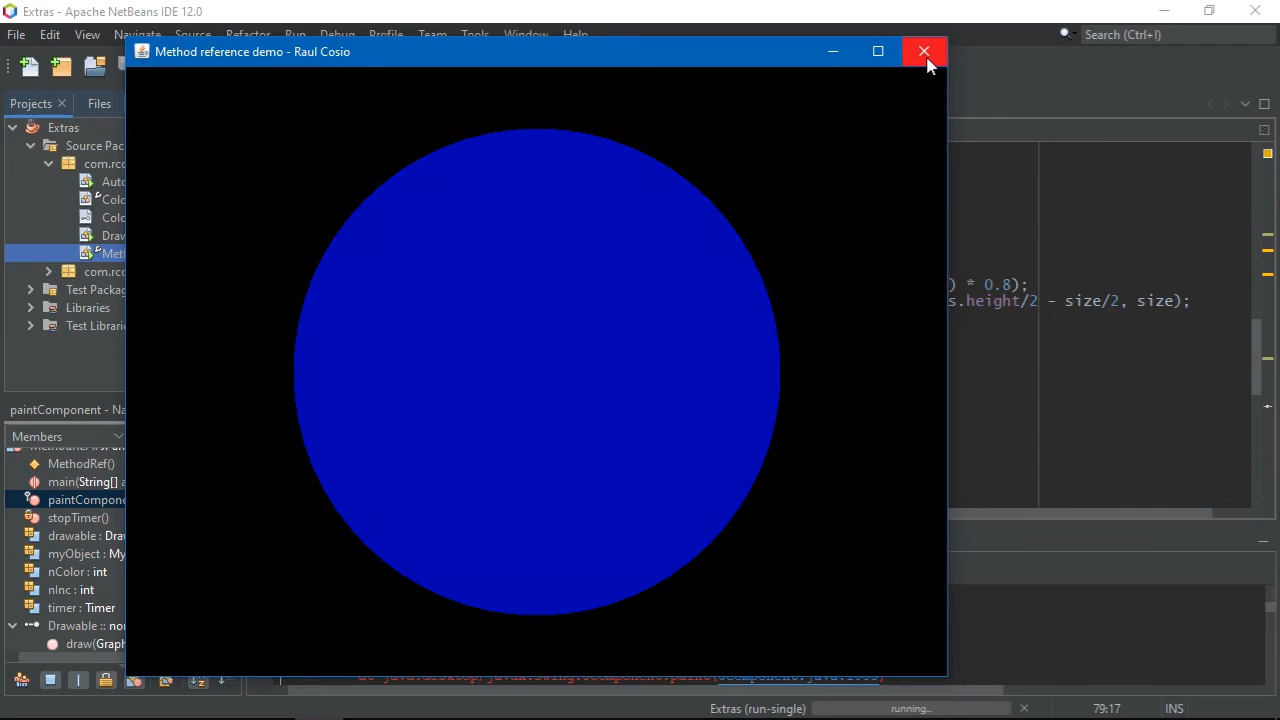 Extras - Apache NetBeans IDE 12.0
File Edit View Navigate Source Refactor Run Debug Profile Team Tools Window Help
Search (Ctrl+I)
Method reference demo - Raul Cosio
Projects Files
Extras
Source Pac
com.rcc
Auto
Colo
Colo
Drav
Meth
com.rcc
Test Packag
Libraries
Test Librari
) * 0.8);
s.height/2 - size/2, size);
paintComponent - Na
Members
MethodRef()
main(String[] a
paintCompone
stopTimer()
drawable : Dra
myObject : My
nColor : int
nInc : int
timer : Timer
Drawable :: no
draw(Graph
Extras (run-single) running... 79:17 INS